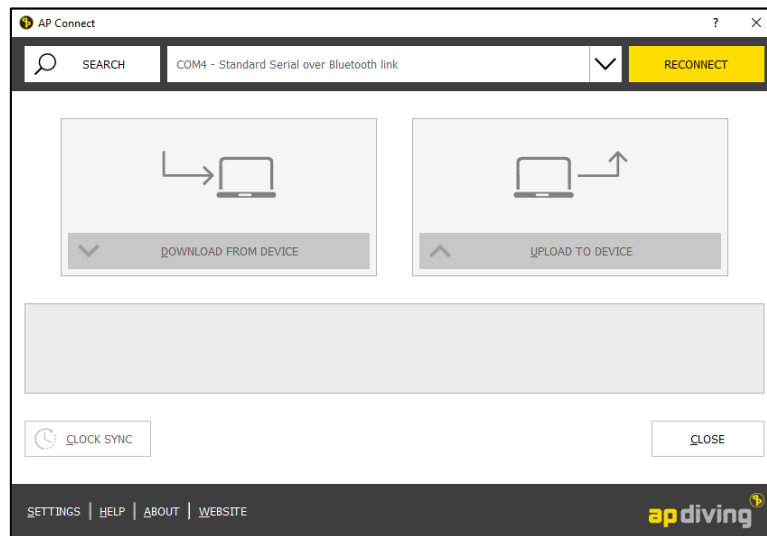 AP Connect
SEARCH
COM4 - Standard Serial over Bluetooth link
RECONNECT
DOWNLOAD FROM DEVICE
UPLOAD TO DEVICE
CLOCK SYNC
CLOSE
SETTINGS | HELP | ABOUT | WEBSITE
apdiving